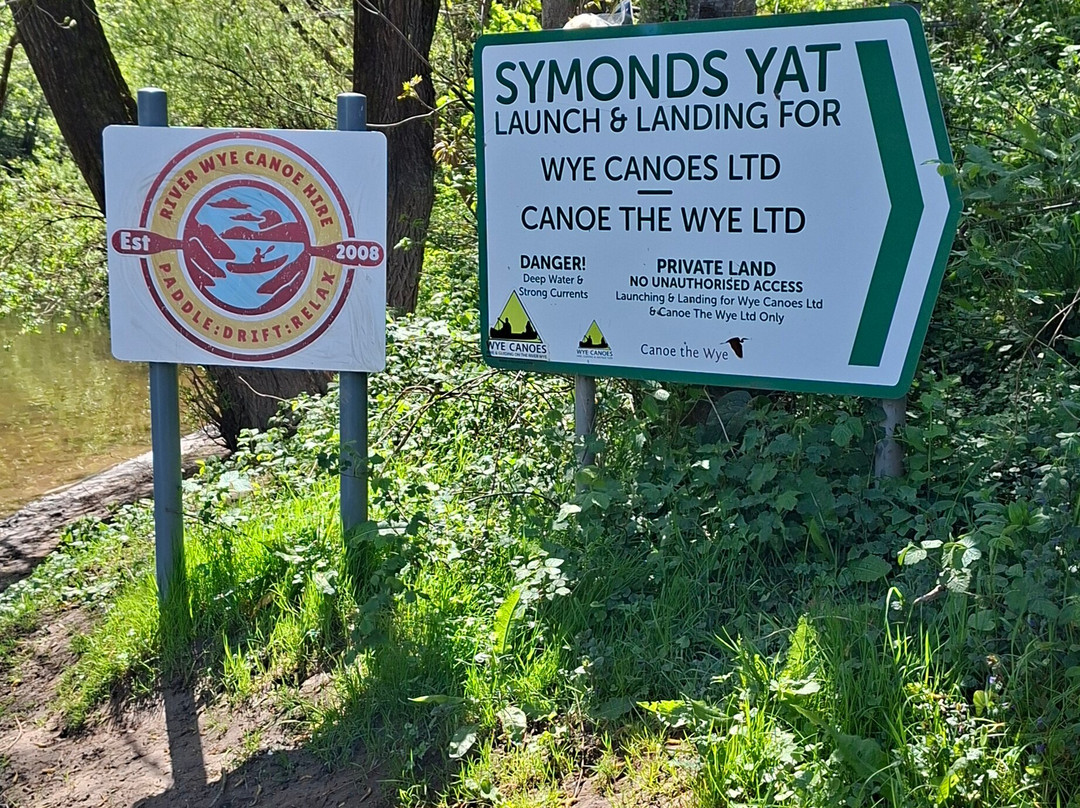 RIVER WYE CANOE HIRE
Est 2008
PADDLE:DRIFT:RELAX
SYMONDS YAT
LAUNCH & LANDING FOR
WYE CANOES LTD
CANOE THE WYE LTD
DANGER!
Deep Water &
Strong Currents
PRIVATE LAND
NO UNAUTHORISED ACCESS
Launching & Landing for Wye Canoes Ltd
& Canoe The Wye Ltd Only
WYE CANOES
WYE CANOES
Canoe the Wye